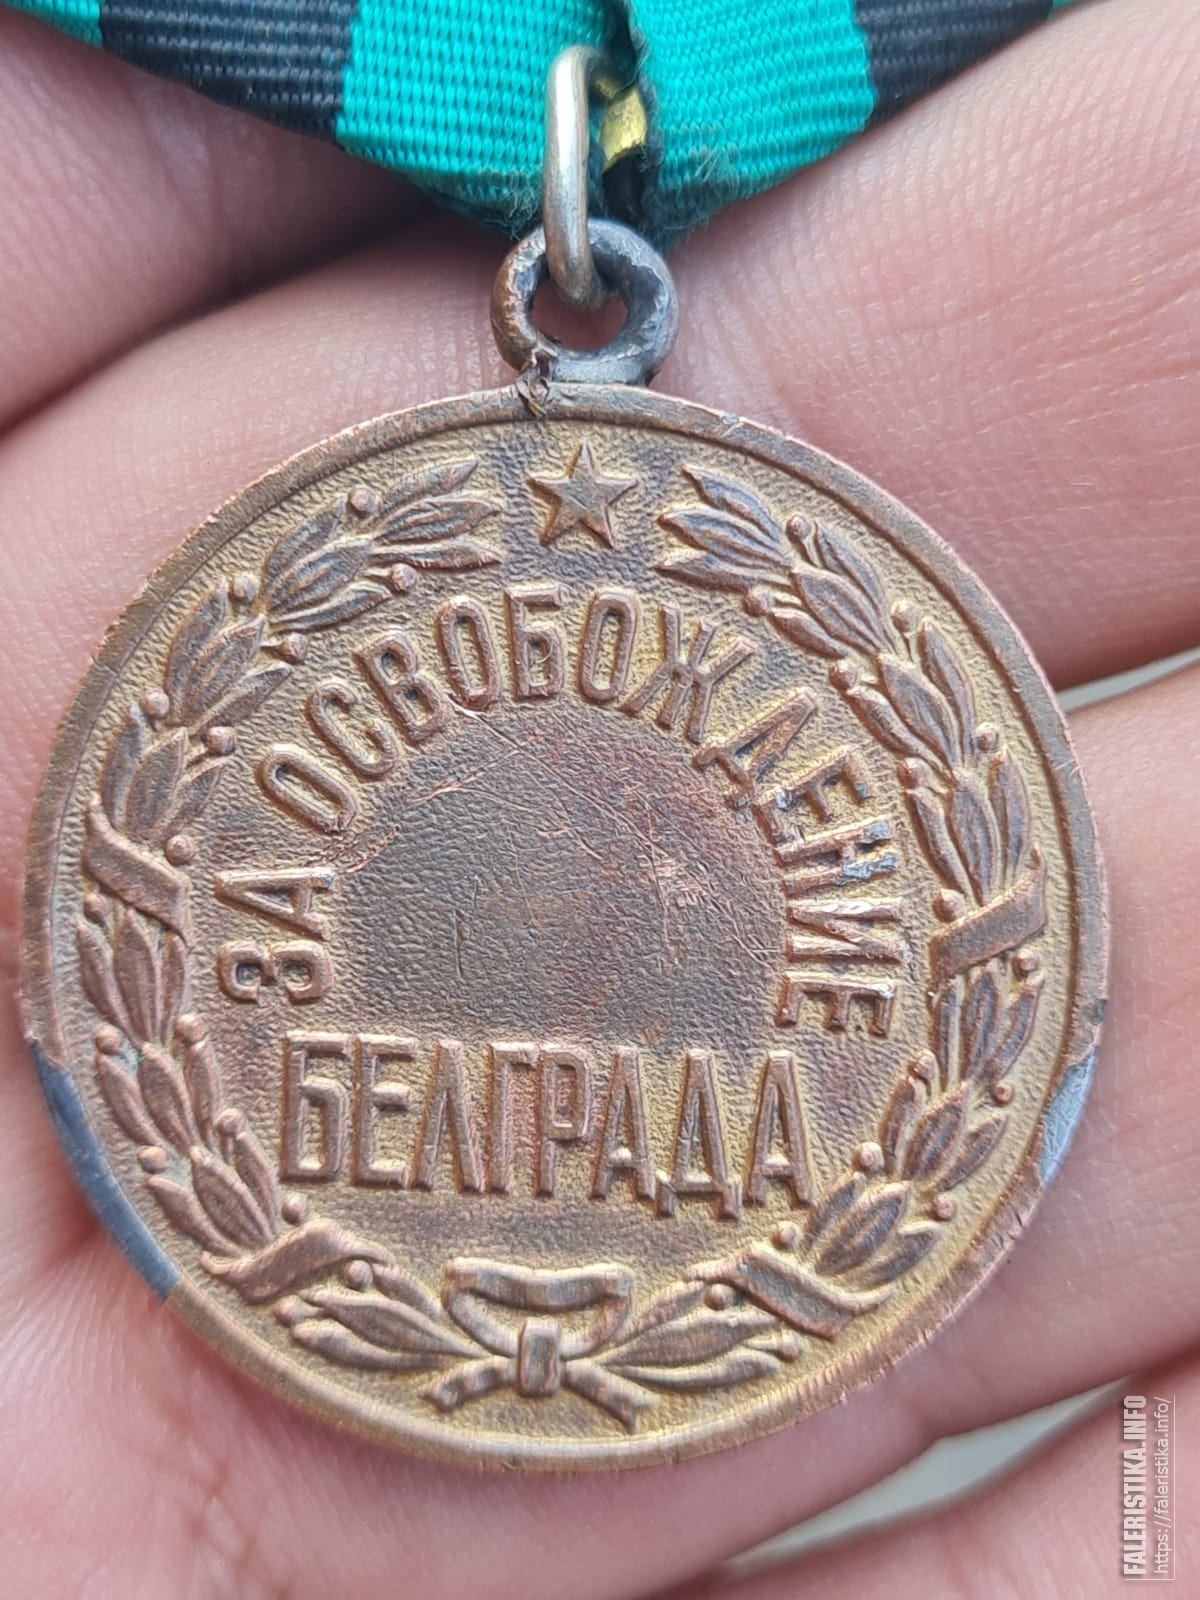 ЗА ОСВОБОЖДЕНИЕ
БЕЛГРАДА
FALERISTIKA.INFO
https://faleristika.info/